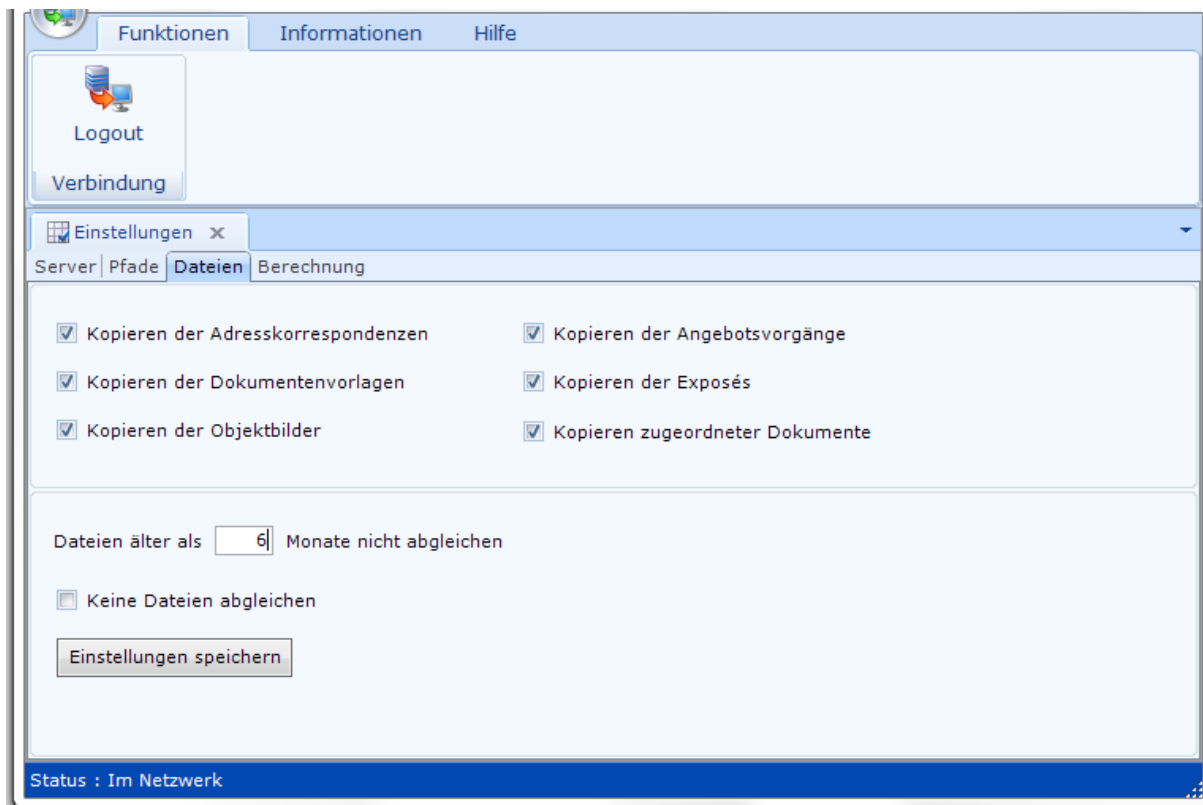 Funktionen Informationen Hilfe
Logout
Verbindung
Einstellungen x
Server Pfade Dateien Berechnung
Kopieren der Adresskorrespondenzen Kopieren der Angebotsvorgänge
Kopieren der Dokumentenvorlagen Kopieren der Exposés
Kopieren der Objektbilder Kopieren zugeordneter Dokumente
Dateien älter als 6 Monate nicht abgleichen
Keine Dateien abgleichen
Einstellungen speichern
Status : Im Netzwerk